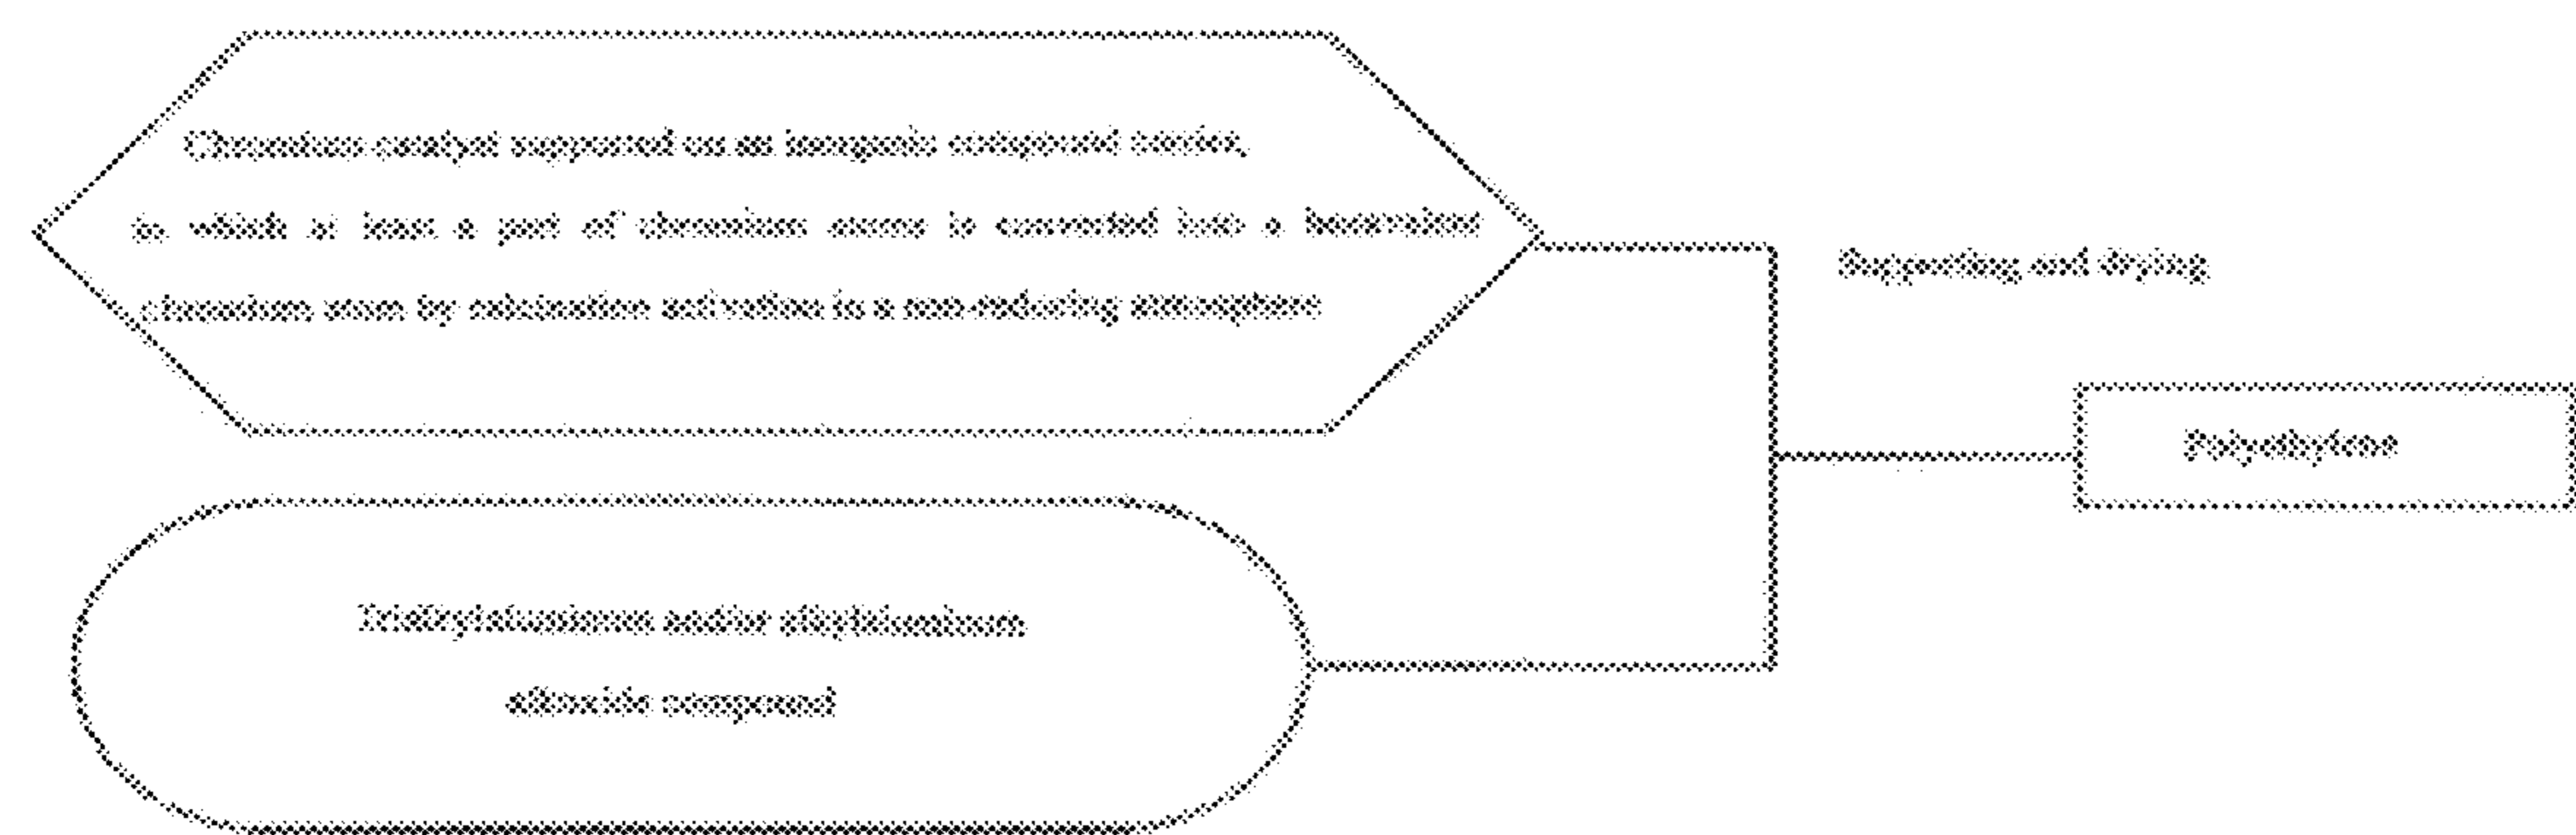 Chromium catalyst supported on an inorganic compound carrier,
in which at least a part of chromium atoms is converted into a hexavalent
chromium atom by calcination activation in a non-reducing atmosphere
Supporting and drying
Polyethylene
Trialkylaluminum and/or dialkylaluminum
alkoxide compound